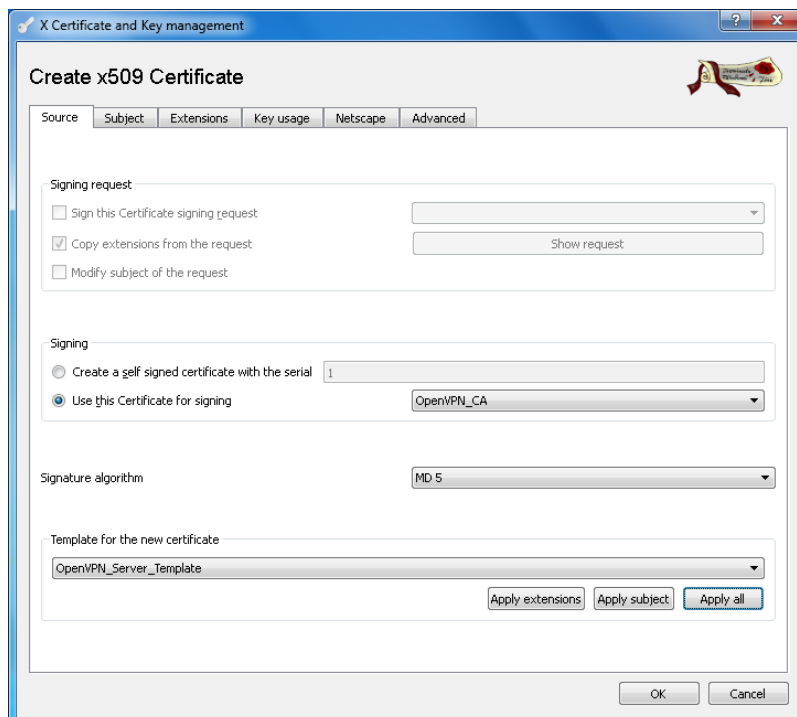 X Certificate and Key management
Create x509 Certificate
Source Subject Extensions Key usage Netscape Advanced
Signing request
Sign this Certificate signing request
Copy extensions from the request Show request
Modify subject of the request
Signing
Create a self signed certificate with the serial 1
Use this Certificate for signing OpenVPN_CA
Signature algorithm MD 5
Template for the new certificate
OpenVPN_Server_Template
Apply extensions Apply subject Apply all
OK Cancel